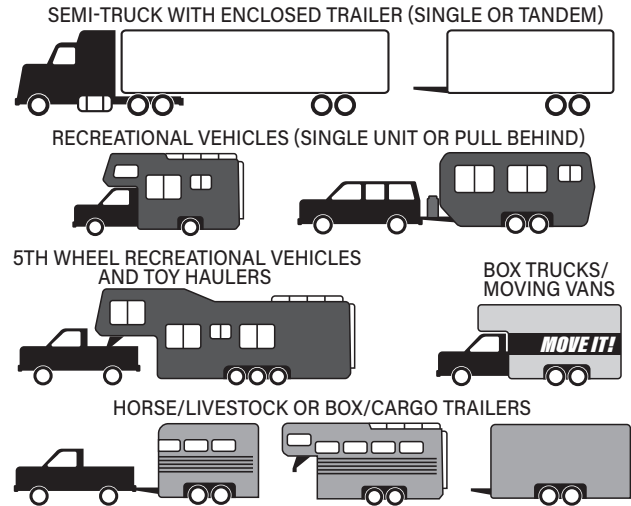 SEMI-TRUCK WITH ENCLOSED TRAILER (SINGLE OR TANDEM)
RECREATIONAL VEHICLES (SINGLE UNIT OR PULL BEHIND)
5TH WHEEL RECREATIONAL VEHICLES
AND TOY HAULERS
BOX TRUCKS/
MOVING VANS
MOVE IT!
HORSE/LIVESTOCK OR BOX/CARGO TRAILERS